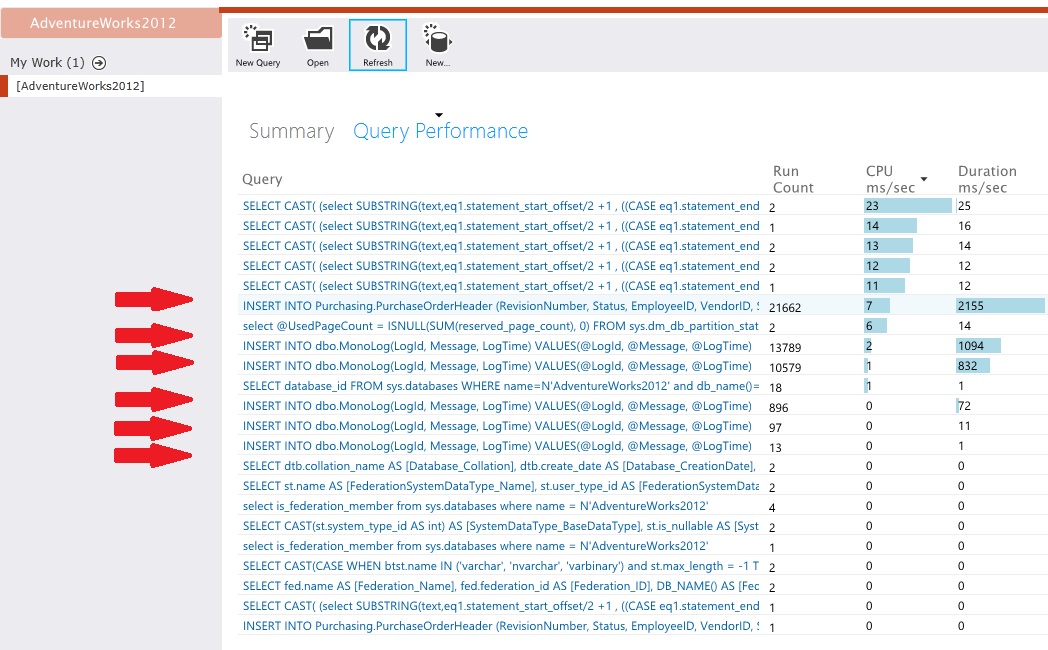 AdventureWorks2012
My Work (1)
[AdventureWorks2012]
New Query Open Refresh New...
Summary Query Performance
Query Run Count CPU ms/sec Duration ms/sec
SELECT CAST( (select SUBSTRING(text,eq1.statement_start_offset/2 +1 , ((CASE eq1.statement_end 2 23 25
SELECT CAST( (select SUBSTRING(text,eq1.statement_start_offset/2 +1 , ((CASE eq1.statement_end 1 14 16
SELECT CAST( (select SUBSTRING(text,eq1.statement_start_offset/2 +1 , ((CASE eq1.statement_end 2 13 14
SELECT CAST( (select SUBSTRING(text,eq1.statement_start_offset/2 +1 , ((CASE eq1.statement_end 2 12 12
SELECT CAST( (select SUBSTRING(text,eq1.statement_start_offset/2 +1 , ((CASE eq1.statement_end 1 11 12
INSERT INTO Purchasing.PurchaseOrderHeader (RevisionNumber, Status, EmployeeID, VendorID, S 21662 7 2155
select @UsedPageCount = ISNULL(SUM(reserved_page_count), 0) FROM sys.dm_db_partition_stat 2 6 14
INSERT INTO dbo.MonoLog(LogId, Message, LogTime) VALUES(@LogId, @Message, @LogTime) 13789 2 1094
INSERT INTO dbo.MonoLog(LogId, Message, LogTime) VALUES(@LogId, @Message, @LogTime) 10579 1 832
SELECT database_id FROM sys.databases WHERE name=N'AdventureWorks2012' and db_name()= 18 1 1
INSERT INTO dbo.MonoLog(LogId, Message, LogTime) VALUES(@LogId, @Message, @LogTime) 896 0 72
INSERT INTO dbo.MonoLog(LogId, Message, LogTime) VALUES(@LogId, @Message, @LogTime) 97 0 11
INSERT INTO dbo.MonoLog(LogId, Message, LogTime) VALUES(@LogId, @Message, @LogTime) 13 0 1
SELECT dtb.collation_name AS [Database_Collation], dtb.create_date AS [Database_CreationDate], 2 0 0
SELECT st.name AS [FederationSystemDataType_Name], st.user_type_id AS [FederationSystemData 2 0 0
select is_federation_member from sys.databases where name = N'AdventureWorks2012' 4 0 0
SELECT CAST(st.system_type_id AS int) AS [SystemDataType_BaseDataType], st.is_nullable AS [Syst 2 0 0
select is_federation_member from sys.databases where name = N'AdventureWorks2012' 1 0 0
SELECT CAST(CASE WHEN btst.name IN ('varchar', 'nvarchar', 'varbinary') and st.max_length = -1 T 2 0 0
SELECT fed.name AS [Federation_Name], fed.federation_id AS [Federation_ID], DB_NAME() AS [Fec 2 0 0
SELECT CAST( (select SUBSTRING(text,eq1.statement_start_offset/2 +1 , ((CASE eq1.statement_end 1 0 0
INSERT INTO Purchasing.PurchaseOrderHeader (RevisionNumber, Status, EmployeeID, VendorID, S 1 0 0